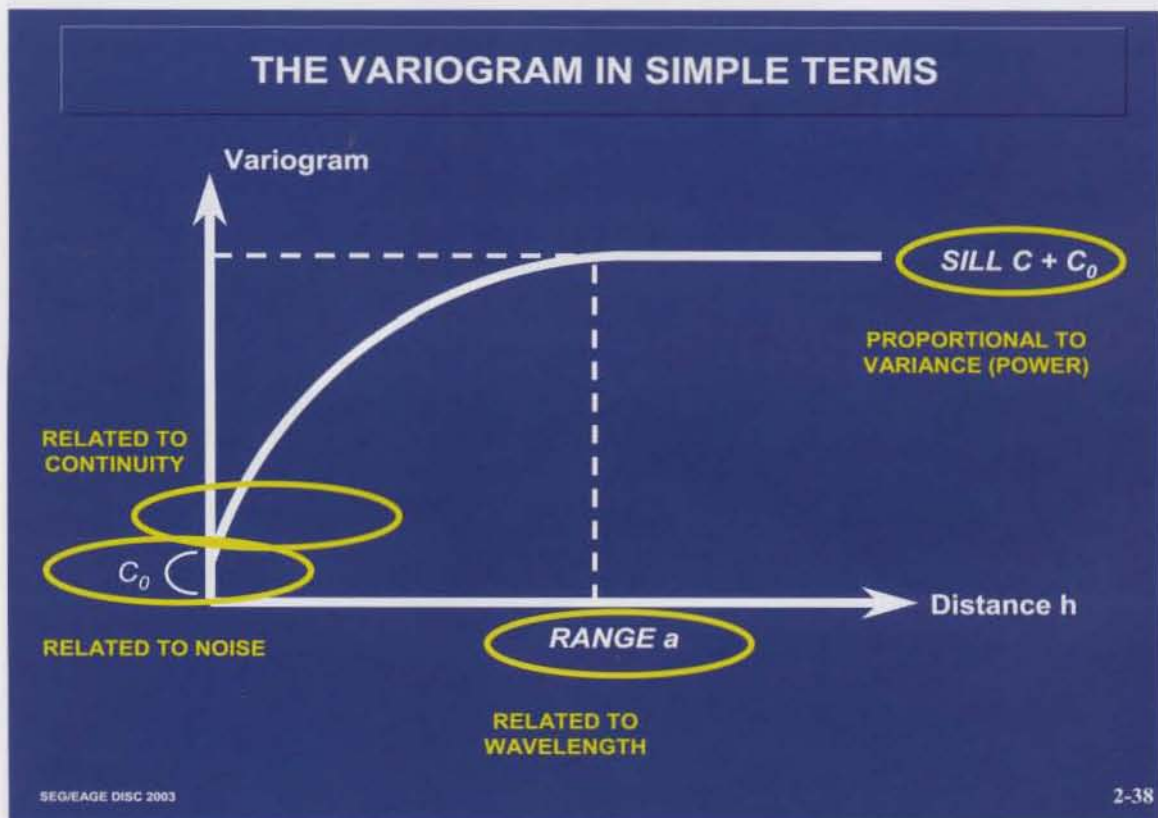 THE VARIOGRAM IN SIMPLE TERMS
Variogram
SILL C + C₀
PROPORTIONAL TO
VARIANCE (POWER)
RELATED TO
CONTINUITY
C₀
Distance h
RELATED TO NOISE
RANGE a
RELATED TO
WAVELENGTH
SEG/EAGE DISC 2003
2-38